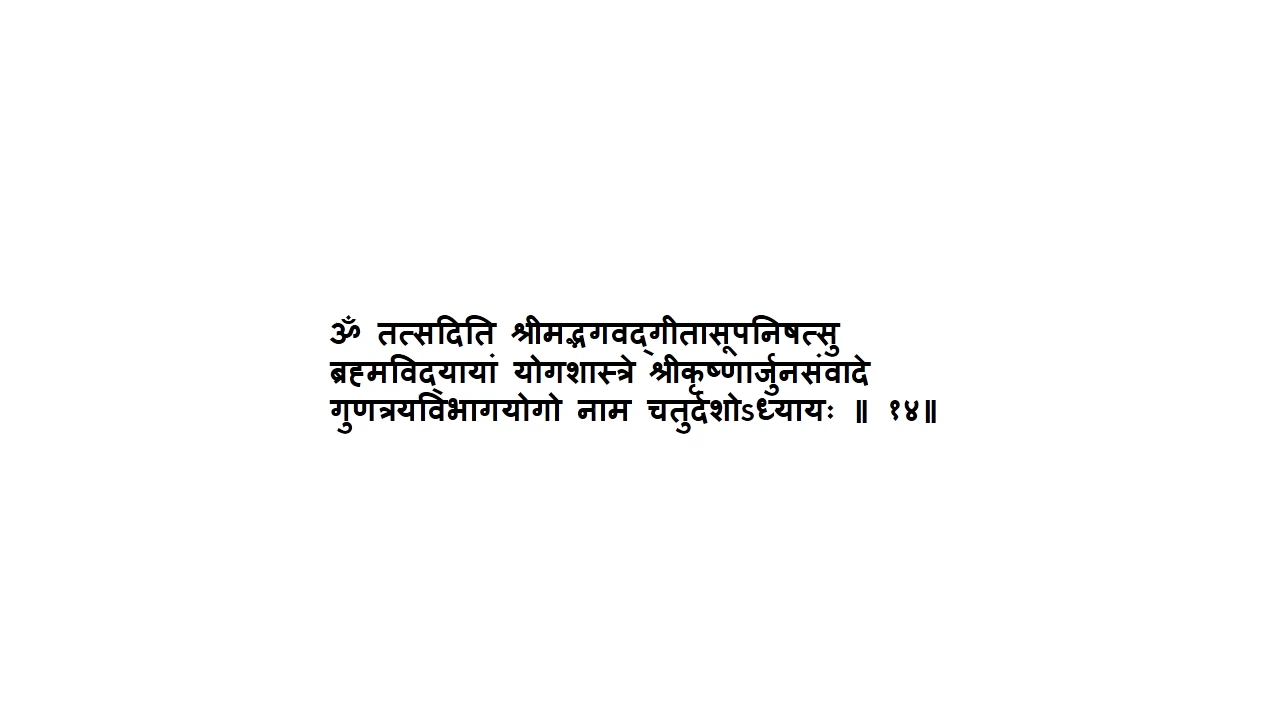 ॐ तत्सदिति श्रीमद्भगवद्गीतासूपनिषत्सु
ब्रह्मविद्यायां योगशास्त्रे श्रीकृष्णार्जुनसंवादे
गुणत्रयविभागयोगो नाम चतुर्दशोऽध्यायः ॥ १४॥